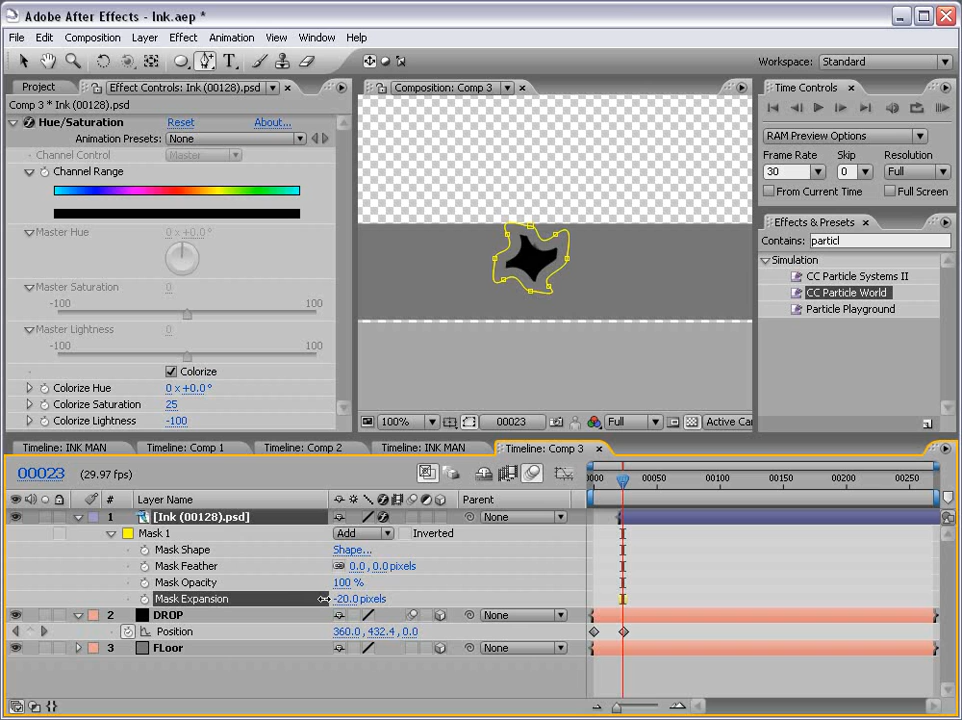 Adobe After Effects - Ink.aep *
File Edit Composition Layer Effect Animation View Window Help
Workspace: Standard
Project Effect Controls: Ink (00128).psd
Comp 3 * Ink (00128).psd
Hue/Saturation Reset About...
Animation Presets: None
Channel Control Master
Channel Range
Master Hue 0 x +0.0°
Master Saturation 0
-100 100
Master Lightness 0
-100 100
Colorize
Colorize Hue 0 x +0.0°
Colorize Saturation 25
Colorize Lightness -100
Composition: Comp 3
100% 00023 Full Active Car
Time Controls
RAM Preview Options
Frame Rate Skip Resolution
30 0 Full
From Current Time Full Screen
Effects & Presets
Contains: particl
Simulation
CC Particle Systems II
CC Particle World
Particle Playground
Timeline: INK MAN Timeline: Comp 1 Timeline: Comp 2 Timeline: INK MAN Timeline: Comp 3
00023 (29.97 fps)
0000 00050 00100 00150 00200 00250
# Layer Name Parent
1 [Ink (00128).psd] None
Mask 1 Add Inverted
Mask Shape Shape...
Mask Feather 0.0, 0.0 pixels
Mask Opacity 100 %
Mask Expansion -20.0 pixels
2 DROP None
Position 360.0, 432.4, 0.0
3 FLoor None